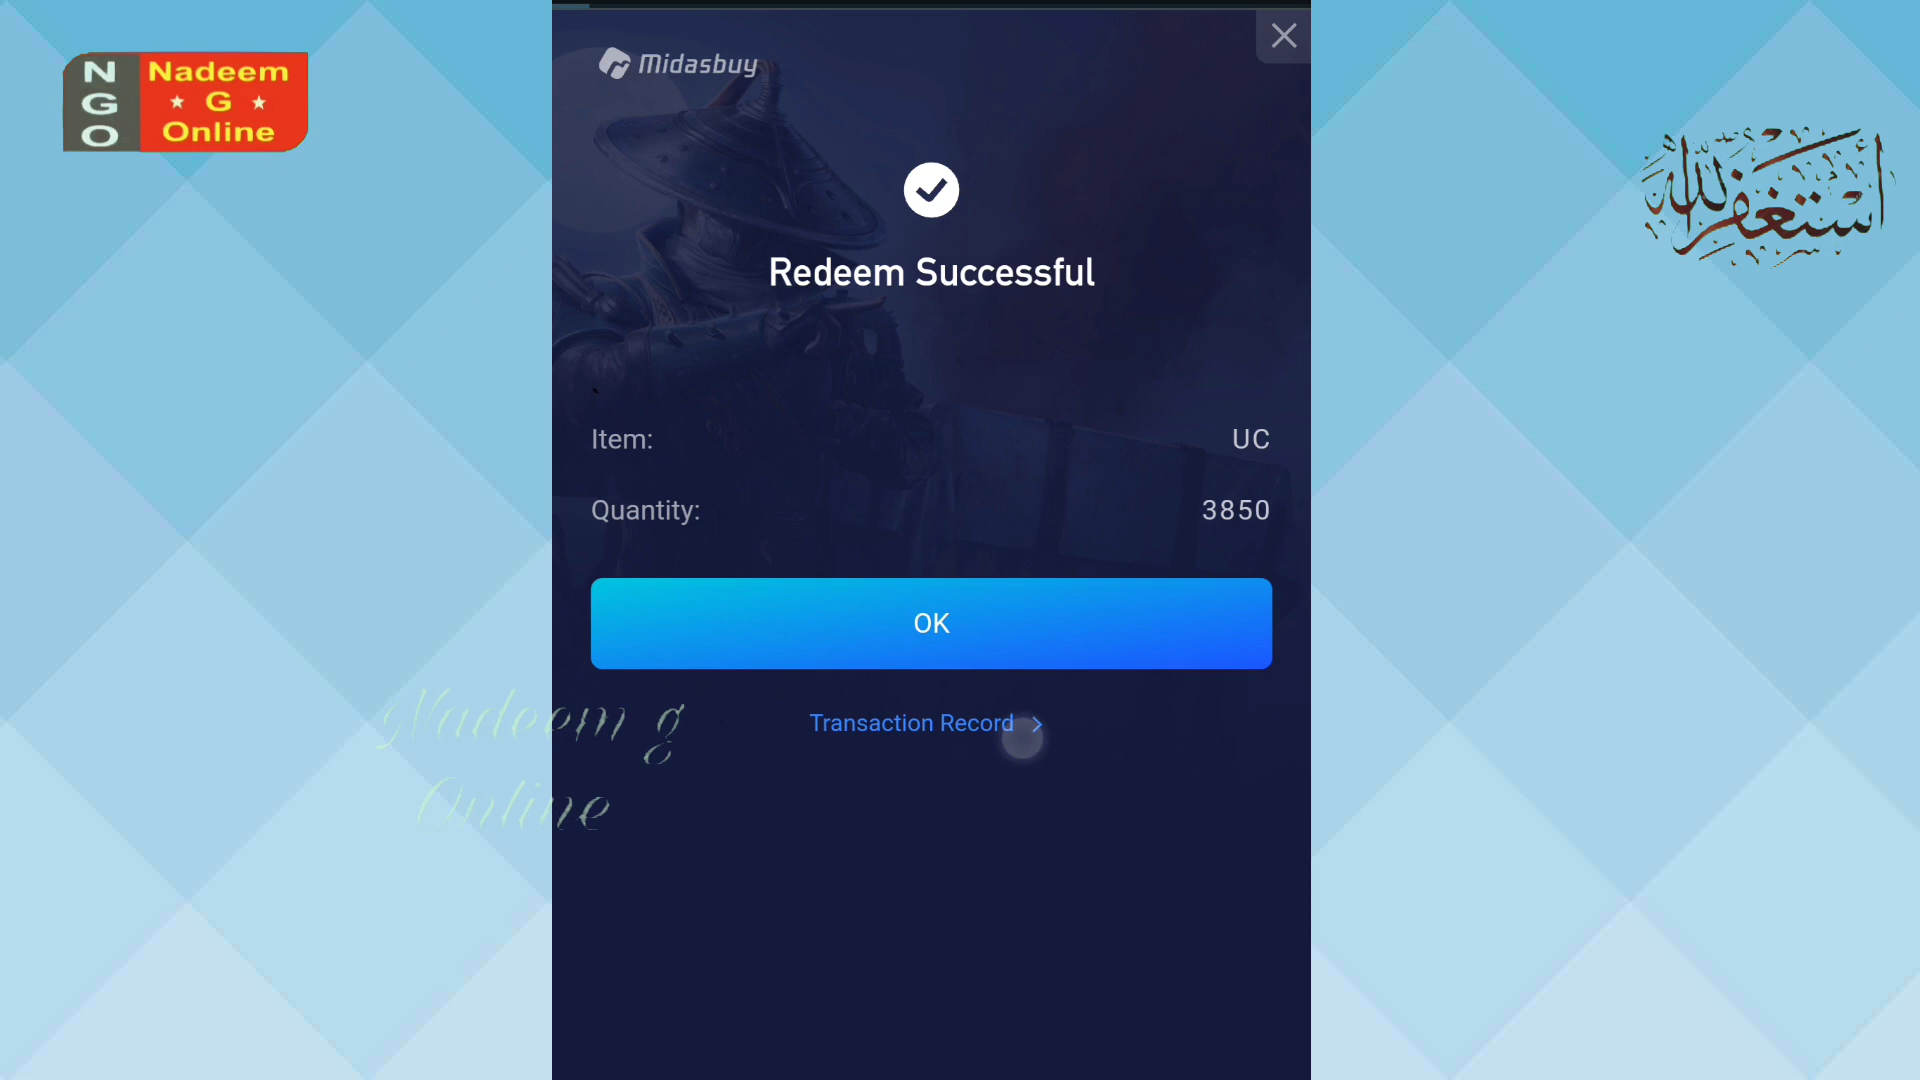 N
G
O
Nadeem
G
Online
Midasbuy
أستغفر الله
Redeem Successful
Item: UC
Quantity: 3850
OK
Transaction Record
Nadeem g
Online